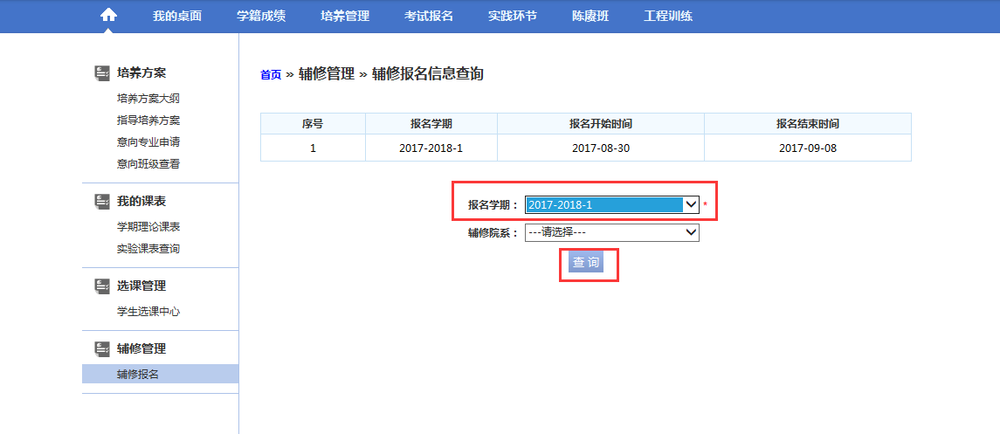 我的桌面 学籍成绩 培养管理 考试报名 实践环节 陈赓班 工程训练
培养方案
培养方案大纲
指导培养方案
意向专业申请
意向班级查看
我的课表
学期理论课表
实验课表查询
选课管理
学生选课中心
辅修管理
辅修报名
首页 » 辅修管理 » 辅修报名信息查询
序号 报名学期 报名开始时间 报名结束时间
1 2017-2018-1 2017-08-30 2017-09-08
报名学期： 2017-2018-1 *
辅修院系： ---请选择---
查 询